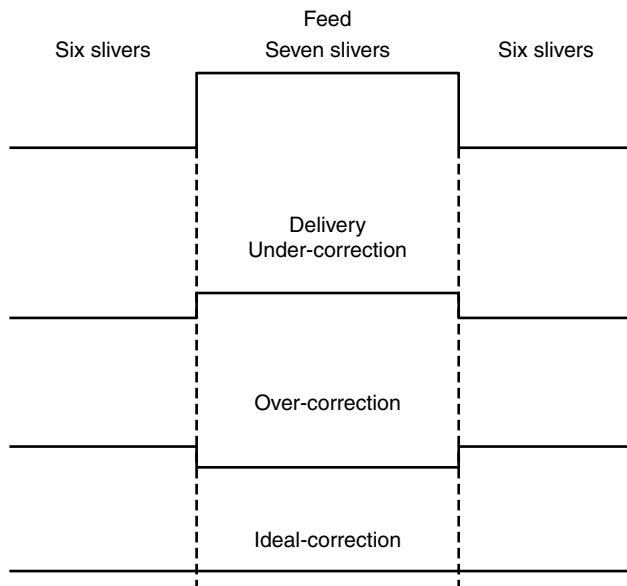 Feed
Six slivers
Seven slivers
Six slivers
Delivery
Under-correction
Over-correction
Ideal-correction